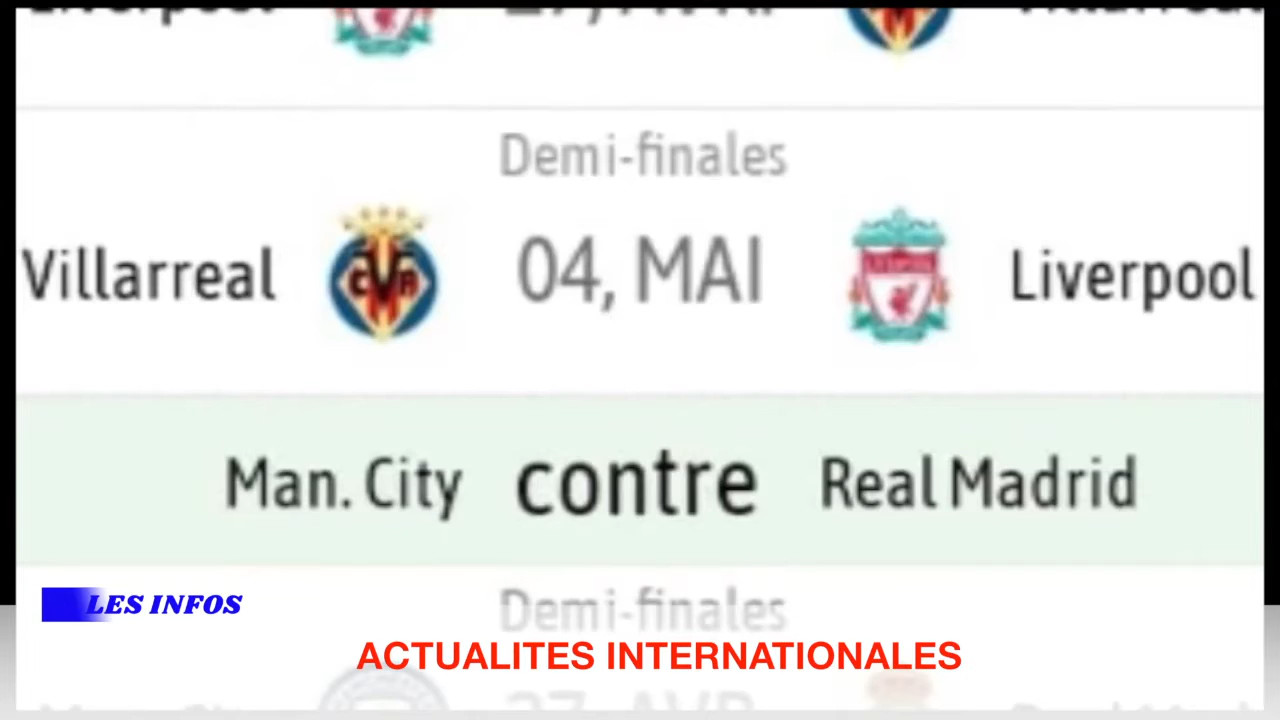 Demi-finales
Villarreal 04, MAI Liverpool
Man. City contre Real Madrid
LES INFOS
Demi-finales
ACTUALITES INTERNATIONALES